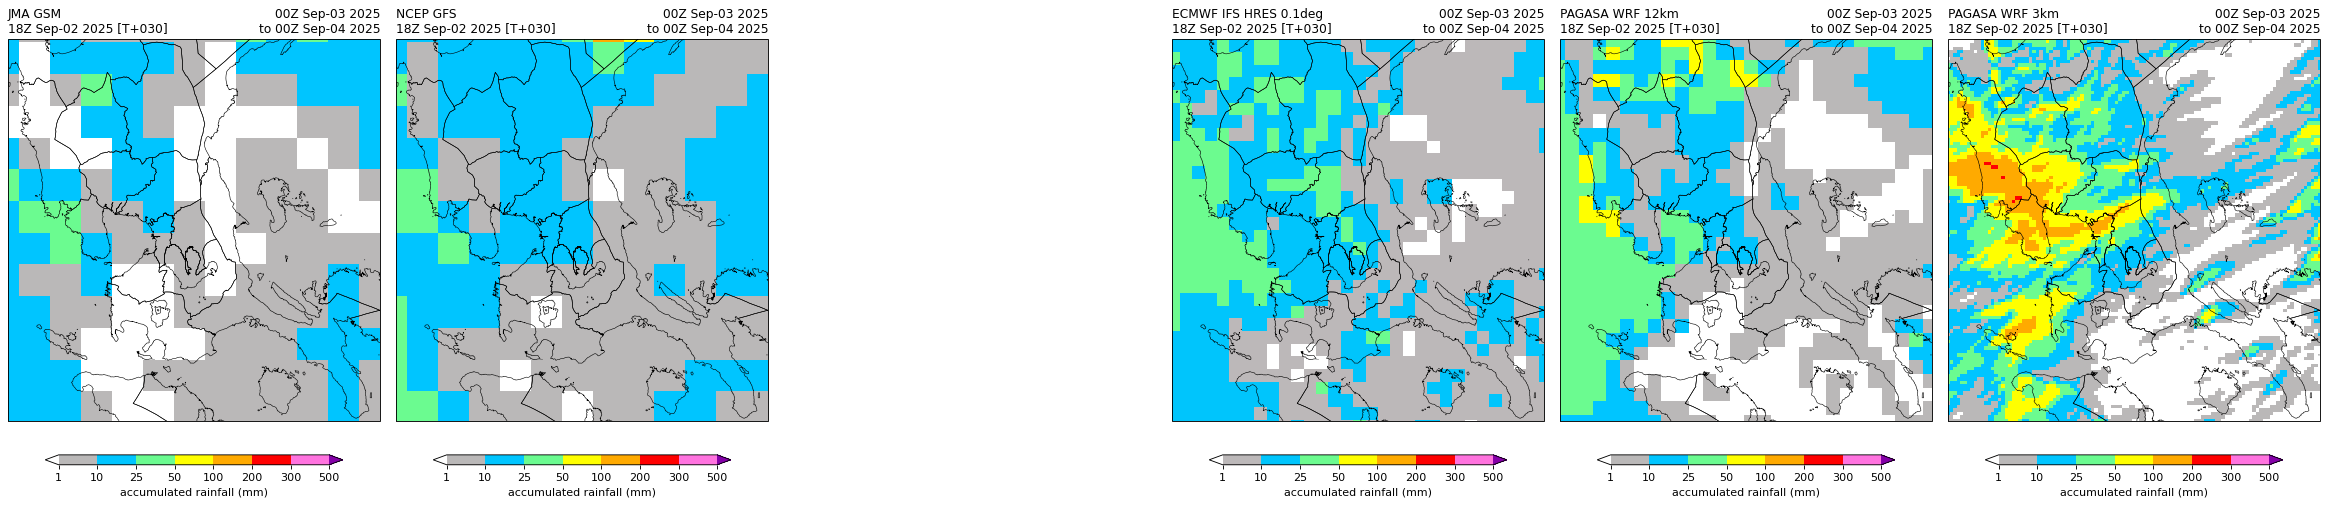 JMA GSM 00Z Sep-03 2025
18Z Sep-02 2025 [T+030] to 00Z Sep-04 2025
1 10 25 50 100 200 300 500
accumulated rainfall (mm)
NCEP GFS 00Z Sep-03 2025
18Z Sep-02 2025 [T+030] to 00Z Sep-04 2025
1 10 25 50 100 200 300 500
accumulated rainfall (mm)
ECMWF IFS HRES 0.1deg 00Z Sep-03 2025
18Z Sep-02 2025 [T+030] to 00Z Sep-04 2025
1 10 25 50 100 200 300 500
accumulated rainfall (mm)
PAGASA WRF 12km 00Z Sep-03 2025
18Z Sep-02 2025 [T+030] to 00Z Sep-04 2025
1 10 25 50 100 200 300 500
accumulated rainfall (mm)
PAGASA WRF 3km 00Z Sep-03 2025
18Z Sep-02 2025 [T+030] to 00Z Sep-04 2025
1 10 25 50 100 200 300 500
accumulated rainfall (mm)